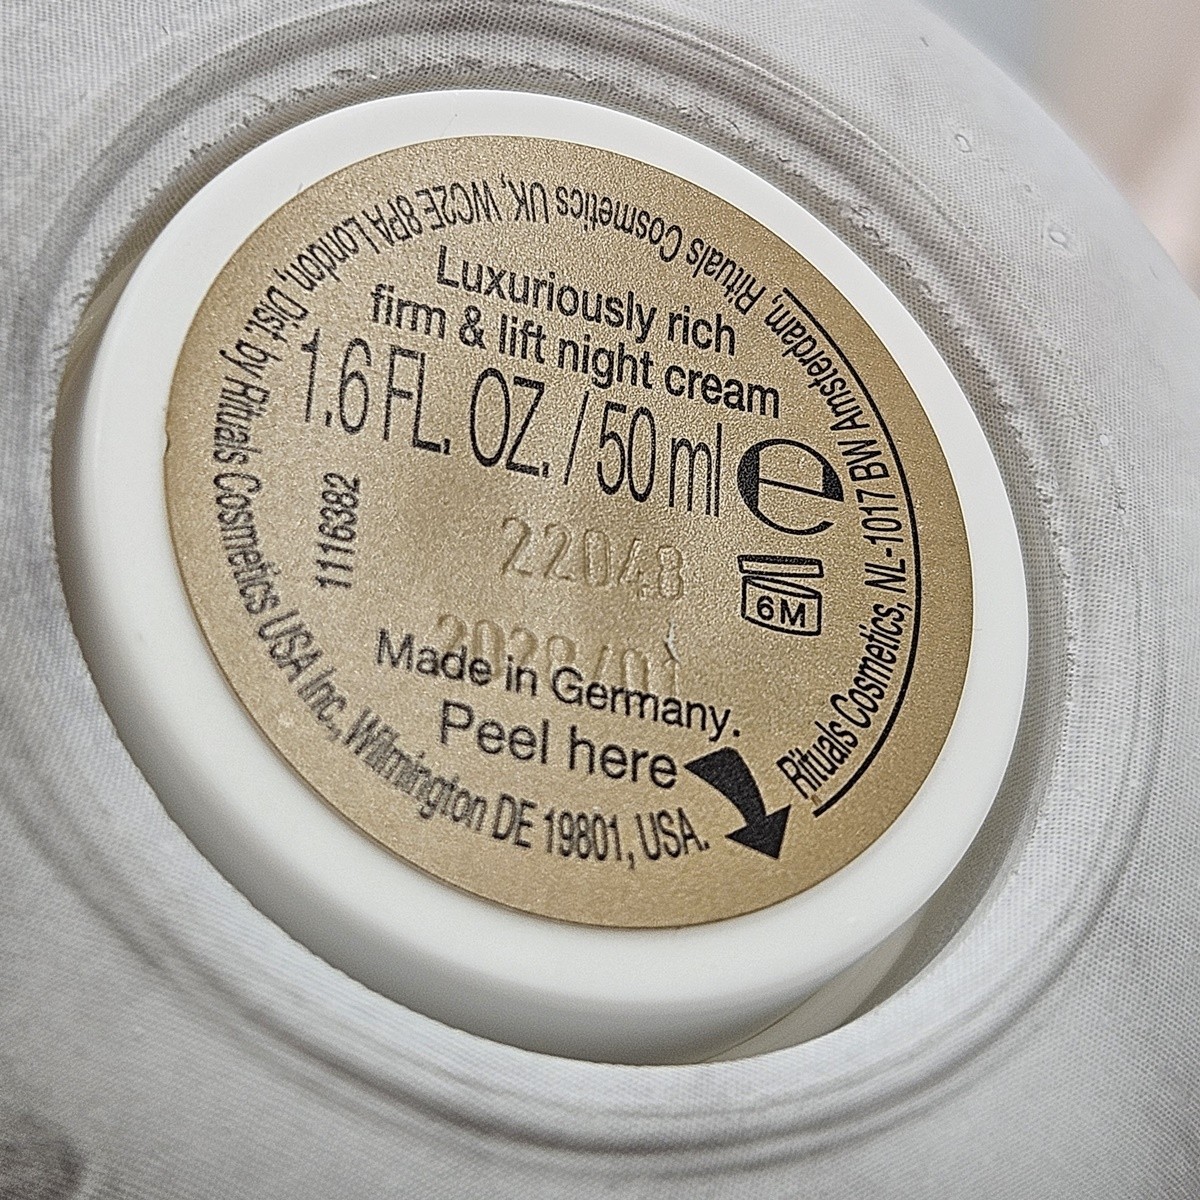 Luxuriously rich
firm & lift night cream
1.6 FL. OZ. / 50 ml e
1116382
22048
6M
Made in Germany.
Peel here
Rituals Cosmetics, NL-1017 BW Amsterdam, Rituals Cosmetics UK, WC2E 8PA London, Dist. by Rituals Cosmetics USA Inc., Wilmington DE 19801, USA.